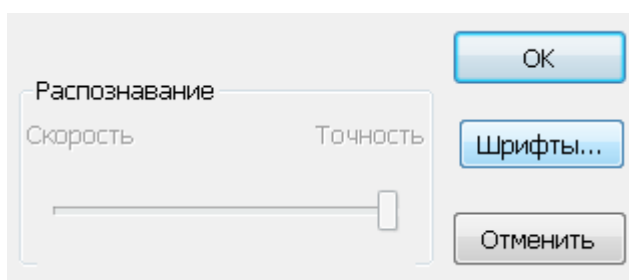 OK
Распознавание
Скорость Точность
Шрифты...
Отменить